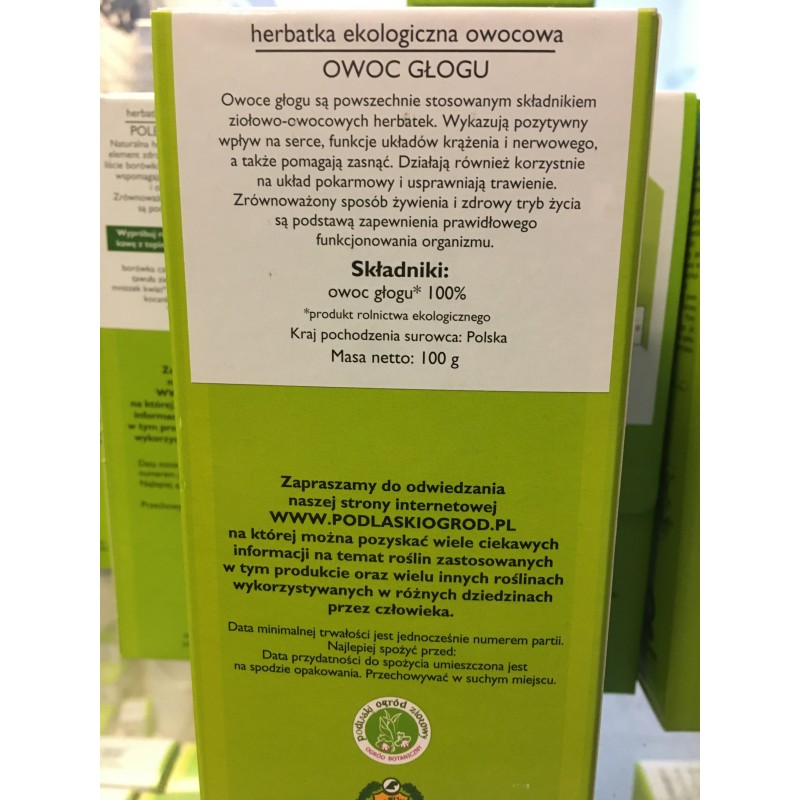 herbatka ekologiczna owocowa
OWOC GŁOGU
Owoce głogu są powszechnie stosowanym składnikiem
ziołowo-owocowych herbatek. Wykazują pozytywny
wpływ na serce, funkcje układów krążenia i nerwowego,
a także pomagają zasnąć. Działają również korzystnie
na układ pokarmowy i usprawniają trawienie.
Zrównoważony sposób żywienia i zdrowy tryb życia
są podstawą zapewnienia prawidłowego
funkcjonowania organizmu.
Składniki:
owoc głogu* 100%
*produkt rolnictwa ekologicznego
Kraj pochodzenia surowca: Polska
Masa netto: 100 g
Zapraszamy do odwiedzania
naszej strony internetowej
WWW.PODLASKIOGROD.PL
na której można pozyskać wiele ciekawych
informacji na temat roślin zastosowanych
w tym produkcie oraz wielu innych roślinach
wykorzystywanych w różnych dziedzinach
przez człowieka.
Data minimalnej trwałości jest jednocześnie numerem partii.
Najlepiej spożyć przed:
Data przydatności do spożycia umieszczona jest
na spodzie opakowania. Przechowywać w suchym miejscu.
podlaski ogród ziołowy
OGRÓD BOTANICZNY